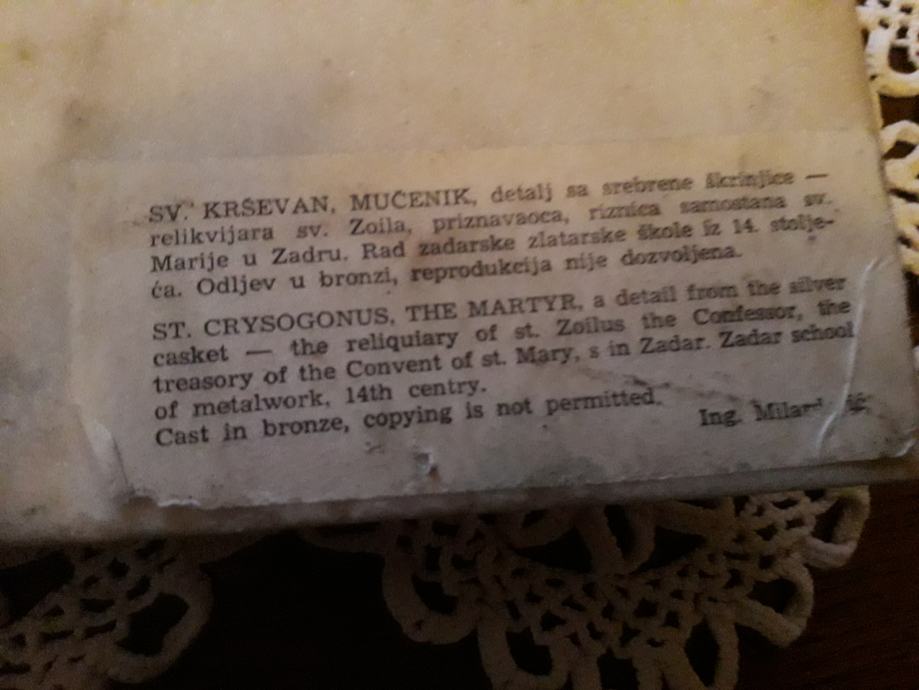 SV. KRŠEVAN, MUČENIK, detalj sa srebrene škrinjice —
relikvijara sv. Zoila, priznavaoca, riznica samostana sv.
Marije u Zadru. Rad zadarske zlatarske škole iz 14. stolje-
ća. Odljev u bronzi, reprodukcija nije dozvoljena.
ST. CRYSOGONUS, THE MARTYR, a detail from the silver
casket — the reliquiary of st. Zoilus the Confessor, the
treasury of the Convent of st. Mary, s in Zadar. Zadar school
of metalwork, 14th centry.
Cast in bronze, copying is not permitted.
Ing.